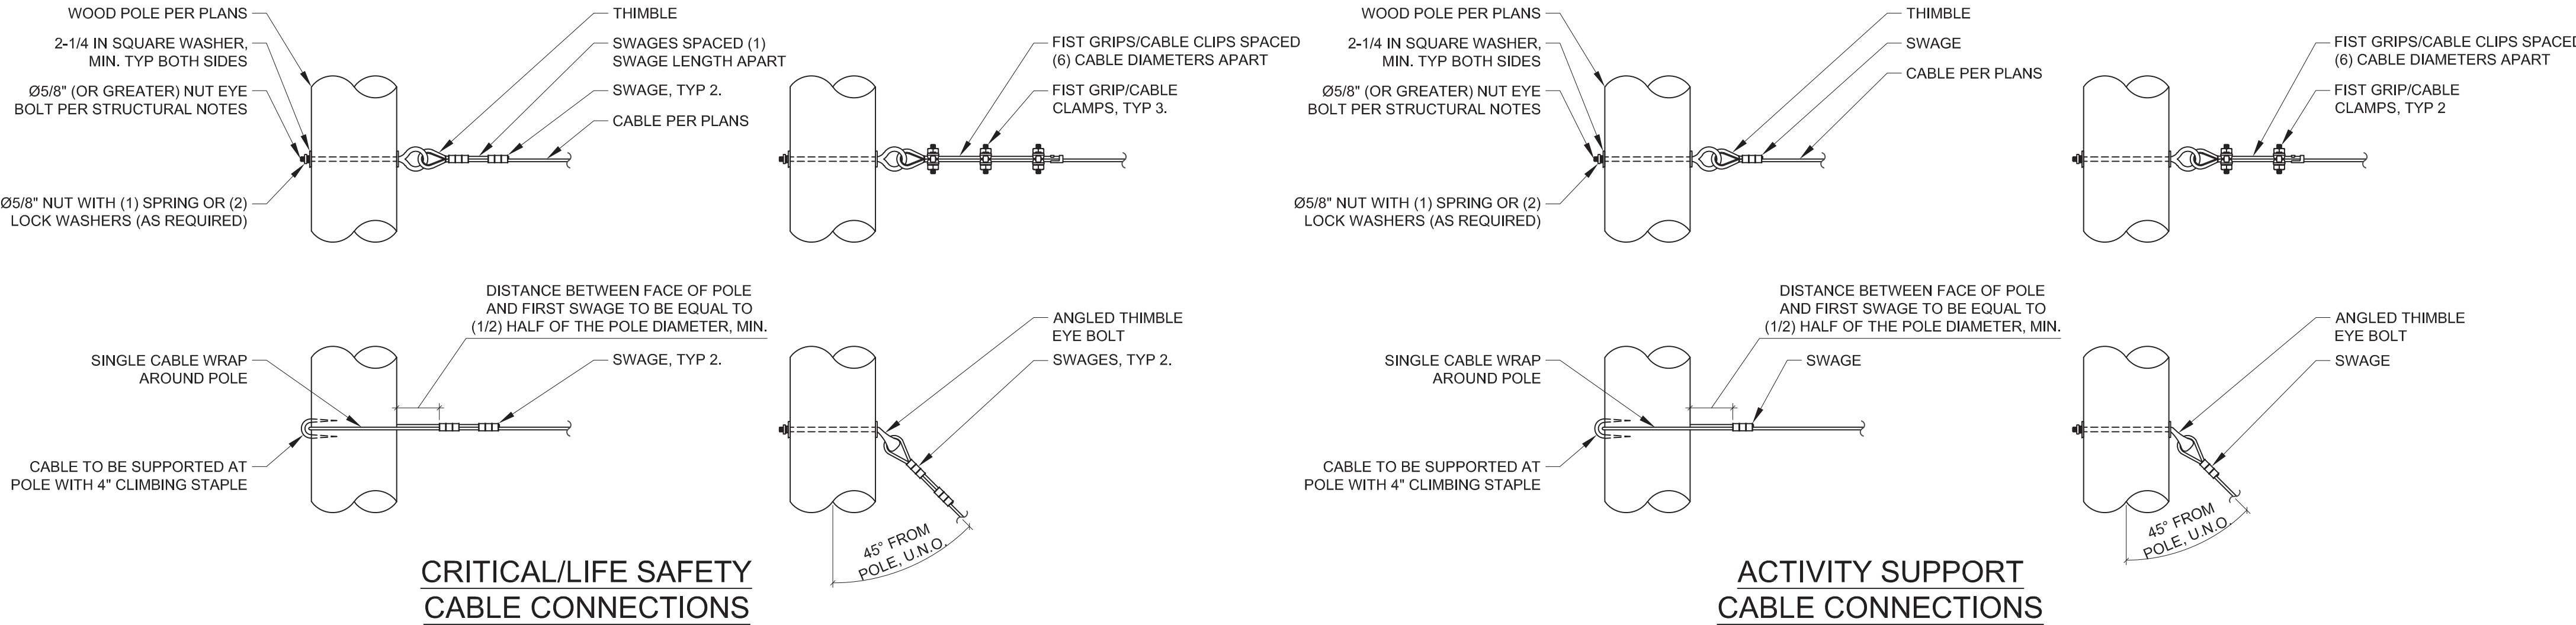 WOOD POLE PER PLANS
2-1/4 IN SQUARE WASHER,
MIN. TYP BOTH SIDES
Ø5/8" (OR GREATER) NUT EYE
BOLT PER STRUCTURAL NOTES
Ø5/8" NUT WITH (1) SPRING OR (2)
LOCK WASHERS (AS REQUIRED)
THIMBLE
SWAGES SPACED (1)
SWAGE LENGTH APART
SWAGE, TYP 2.
CABLE PER PLANS
FIST GRIPS/CABLE CLIPS SPACED
(6) CABLE DIAMETERS APART
FIST GRIP/CABLE
CLAMPS, TYP 3.
DISTANCE BETWEEN FACE OF POLE
AND FIRST SWAGE TO BE EQUAL TO
(1/2) HALF OF THE POLE DIAMETER, MIN.
SINGLE CABLE WRAP
AROUND POLE
SWAGE, TYP 2.
CABLE TO BE SUPPORTED AT
POLE WITH 4" CLIMBING STAPLE
ANGLED THIMBLE
EYE BOLT
SWAGES, TYP 2.
45° FROM
POLE, U.N.O.
CRITICAL/LIFE SAFETY
CABLE CONNECTIONS
WOOD POLE PER PLANS
2-1/4 IN SQUARE WASHER,
MIN. TYP BOTH SIDES
Ø5/8" (OR GREATER) NUT EYE
BOLT PER STRUCTURAL NOTES
Ø5/8" NUT WITH (1) SPRING OR (2)
LOCK WASHERS (AS REQUIRED)
THIMBLE
SWAGE
CABLE PER PLANS
FIST GRIPS/CABLE CLIPS SPACED
(6) CABLE DIAMETERS APART
FIST GRIP/CABLE
CLAMPS, TYP 2
DISTANCE BETWEEN FACE OF POLE
AND FIRST SWAGE TO BE EQUAL TO
(1/2) HALF OF THE POLE DIAMETER, MIN.
SINGLE CABLE WRAP
AROUND POLE
SWAGE
CABLE TO BE SUPPORTED AT
POLE WITH 4" CLIMBING STAPLE
ANGLED THIMBLE
EYE BOLT
SWAGE
45° FROM
POLE, U.N.O.
ACTIVITY SUPPORT
CABLE CONNECTIONS